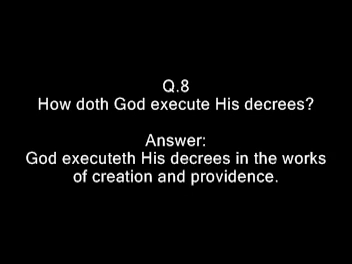 Q.8
How doth God execute His decrees?
Answer:
God executeth His decrees in the works
of creation and providence.